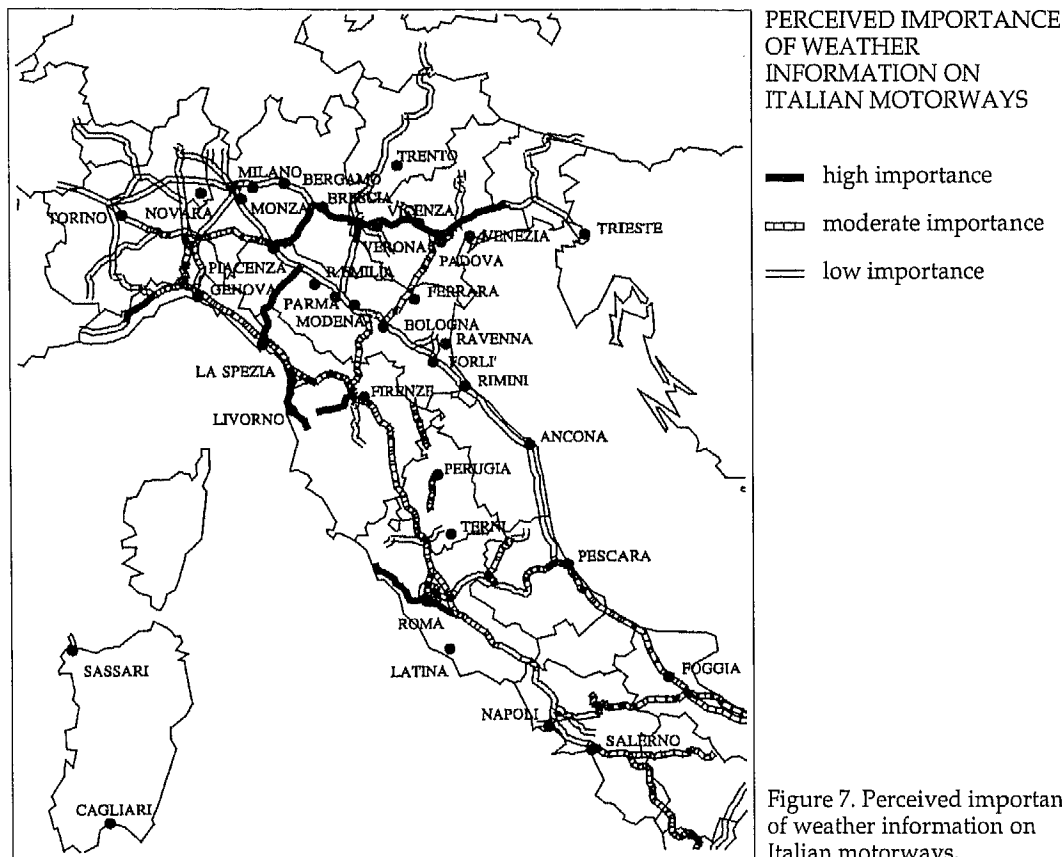 PERCEIVED IMPORTANCE
OF WEATHER
INFORMATION ON
ITALIAN MOTORWAYS
high importance
moderate importance
low importance
TRENTO
MILANO
BERGAMO
BRESCIA
NOVARA
MONZA
VICENZA
TORINO
VERONA
VENEZIA
TRIESTE
PADOVA
PIACENZA
R.EMILIA
GENOVA
PARMA
FERRARA
MODENA
BOLOGNA
RAVENNA
FORLI'
LA SPEZIA
RIMINI
FIRENZE
LIVORNO
ANCONA
PERUGIA
TERNI
PESCARA
ROMA
LATINA
SASSARI
FOGGIA
NAPOLI
SALERNO
CAGLIARI
Figure 7. Perceived importan
of weather information on
Italian motorways.